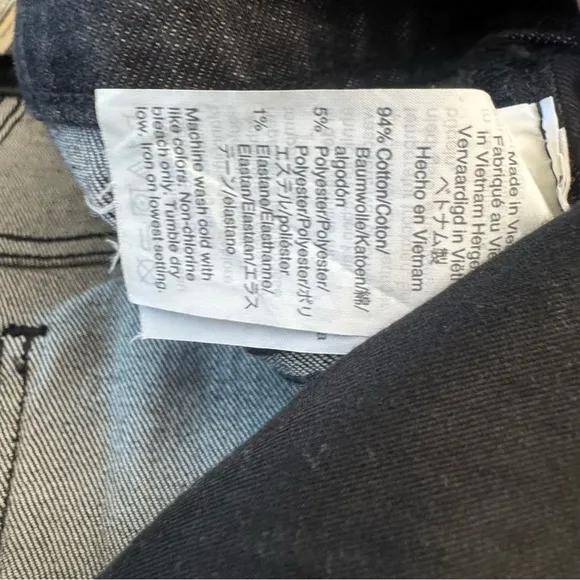 Made in Vie
Fabriqué au Vi
in Vietnam Herge
Vervaardigd in Viêt
ベトナム製
Hecho en Vietnam
94% Cotton/Coton/
Baumwolle/Katoen/綿/
algodón
5% Polyester/Polyester/
Polyester/Polyester/ポリ
エステル/poliéster
1% Elastane/Elasthanne/
Elastan/Elastaan/エラス
テーン/elastano
Machine wash cold with
like colors. Non-chlorine
bleach only. Tumble dry
low. Iron on lowest setting.